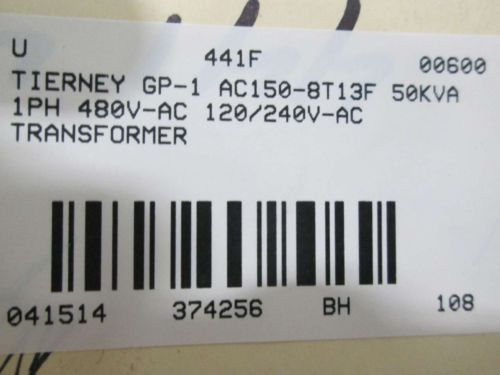 U 441F 00600
TIERNEY GP-1 AC150-8T13F 50KVA
1PH 480V-AC 120/240V-AC
TRANSFORMER
041514 374256 BH 108